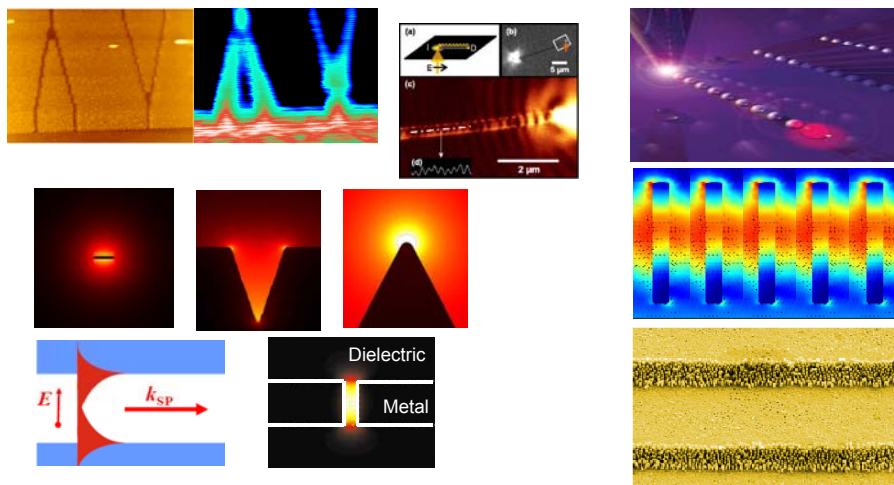 (a)
I
D
E
(b)
5 µm
(c)
(d)
2 µm
E
k_SP
Dielectric
Metal